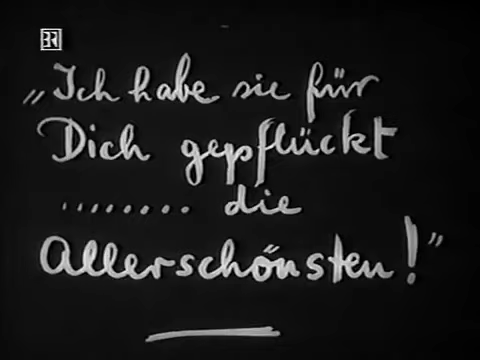 BR
„Ich habe sie für
Dich gepflückt
........ die
Allerschönsten!"